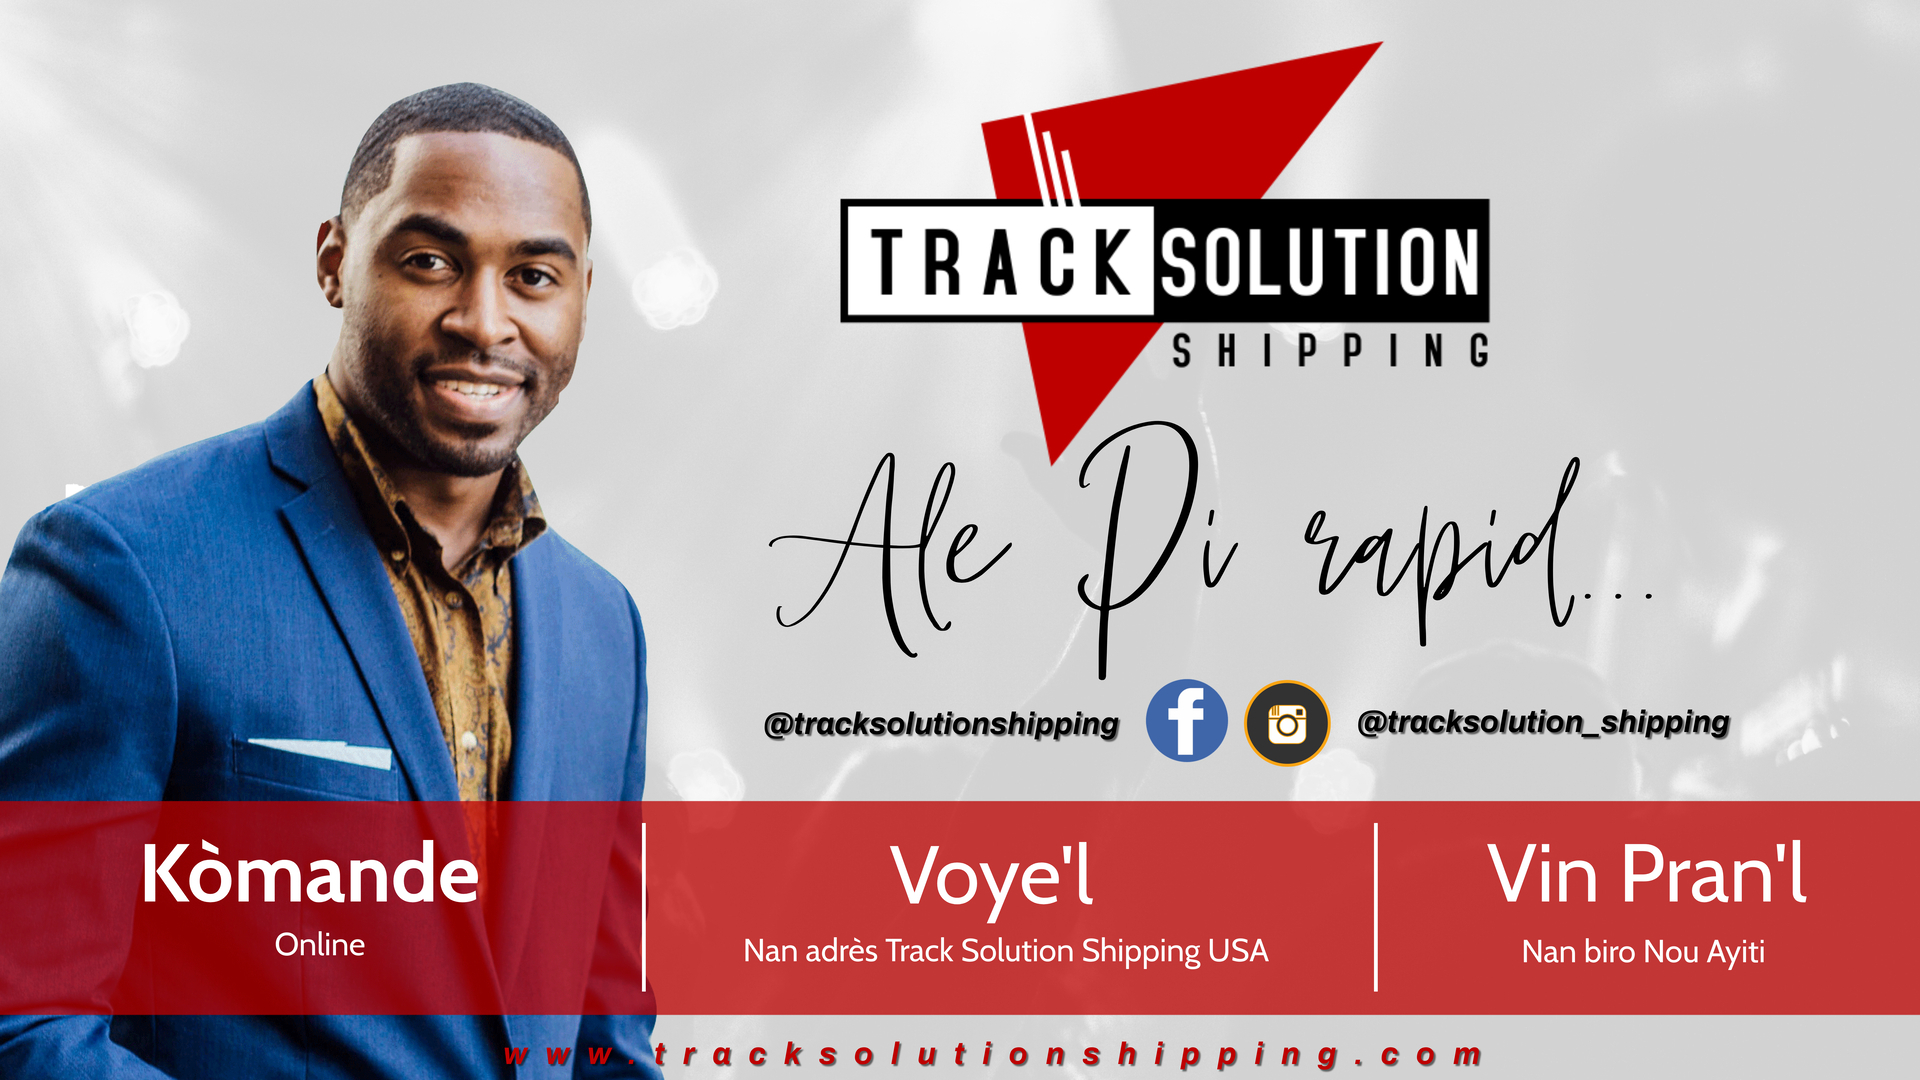 TRACK SOLUTION
SHIPPING
Ale Pi rapid...
@tracksolutionshipping
@tracksolution_shipping
Kòmande
Online
Voye'l
Nan adrès Track Solution Shipping USA
Vin Pran'l
Nan biro Nou Ayiti
www.tracksolutionshipping.com